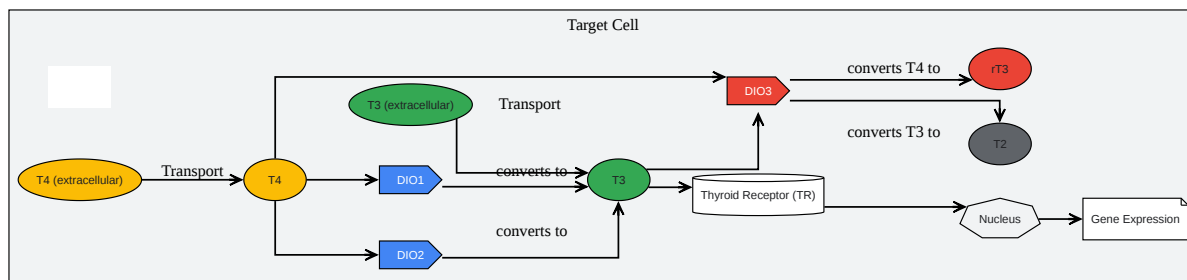 Target Cell
converts T4 to
rT3
DIO3
T3 (extracellular)
Transport
converts T3 to
T2
T4 (extracellular)
Transport
T4
DIO1
converts to
T3
Thyroid Receptor (TR)
Nucleus
Gene Expression
converts to
DIO2